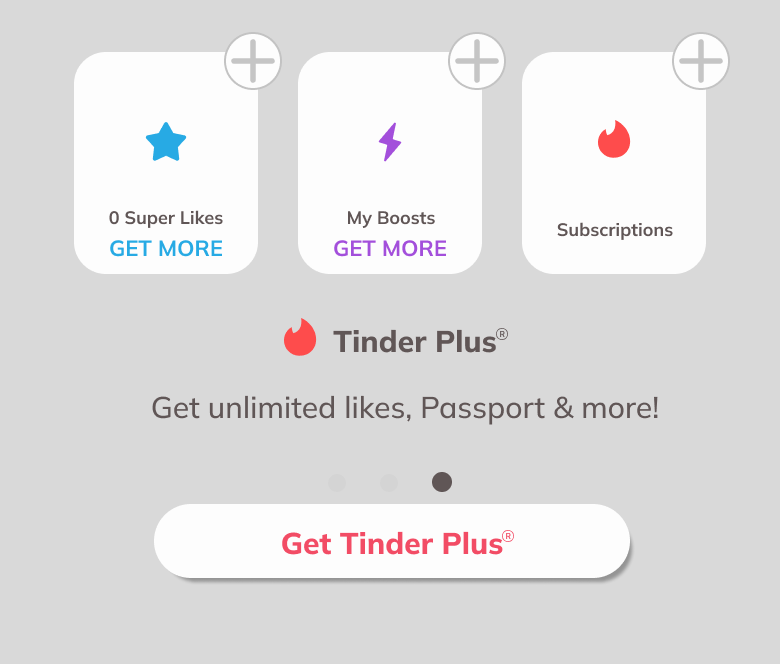 0 Super Likes
GET MORE
My Boosts
GET MORE
Subscriptions
Tinder Plus®
Get unlimited likes, Passport & more!
Get Tinder Plus®